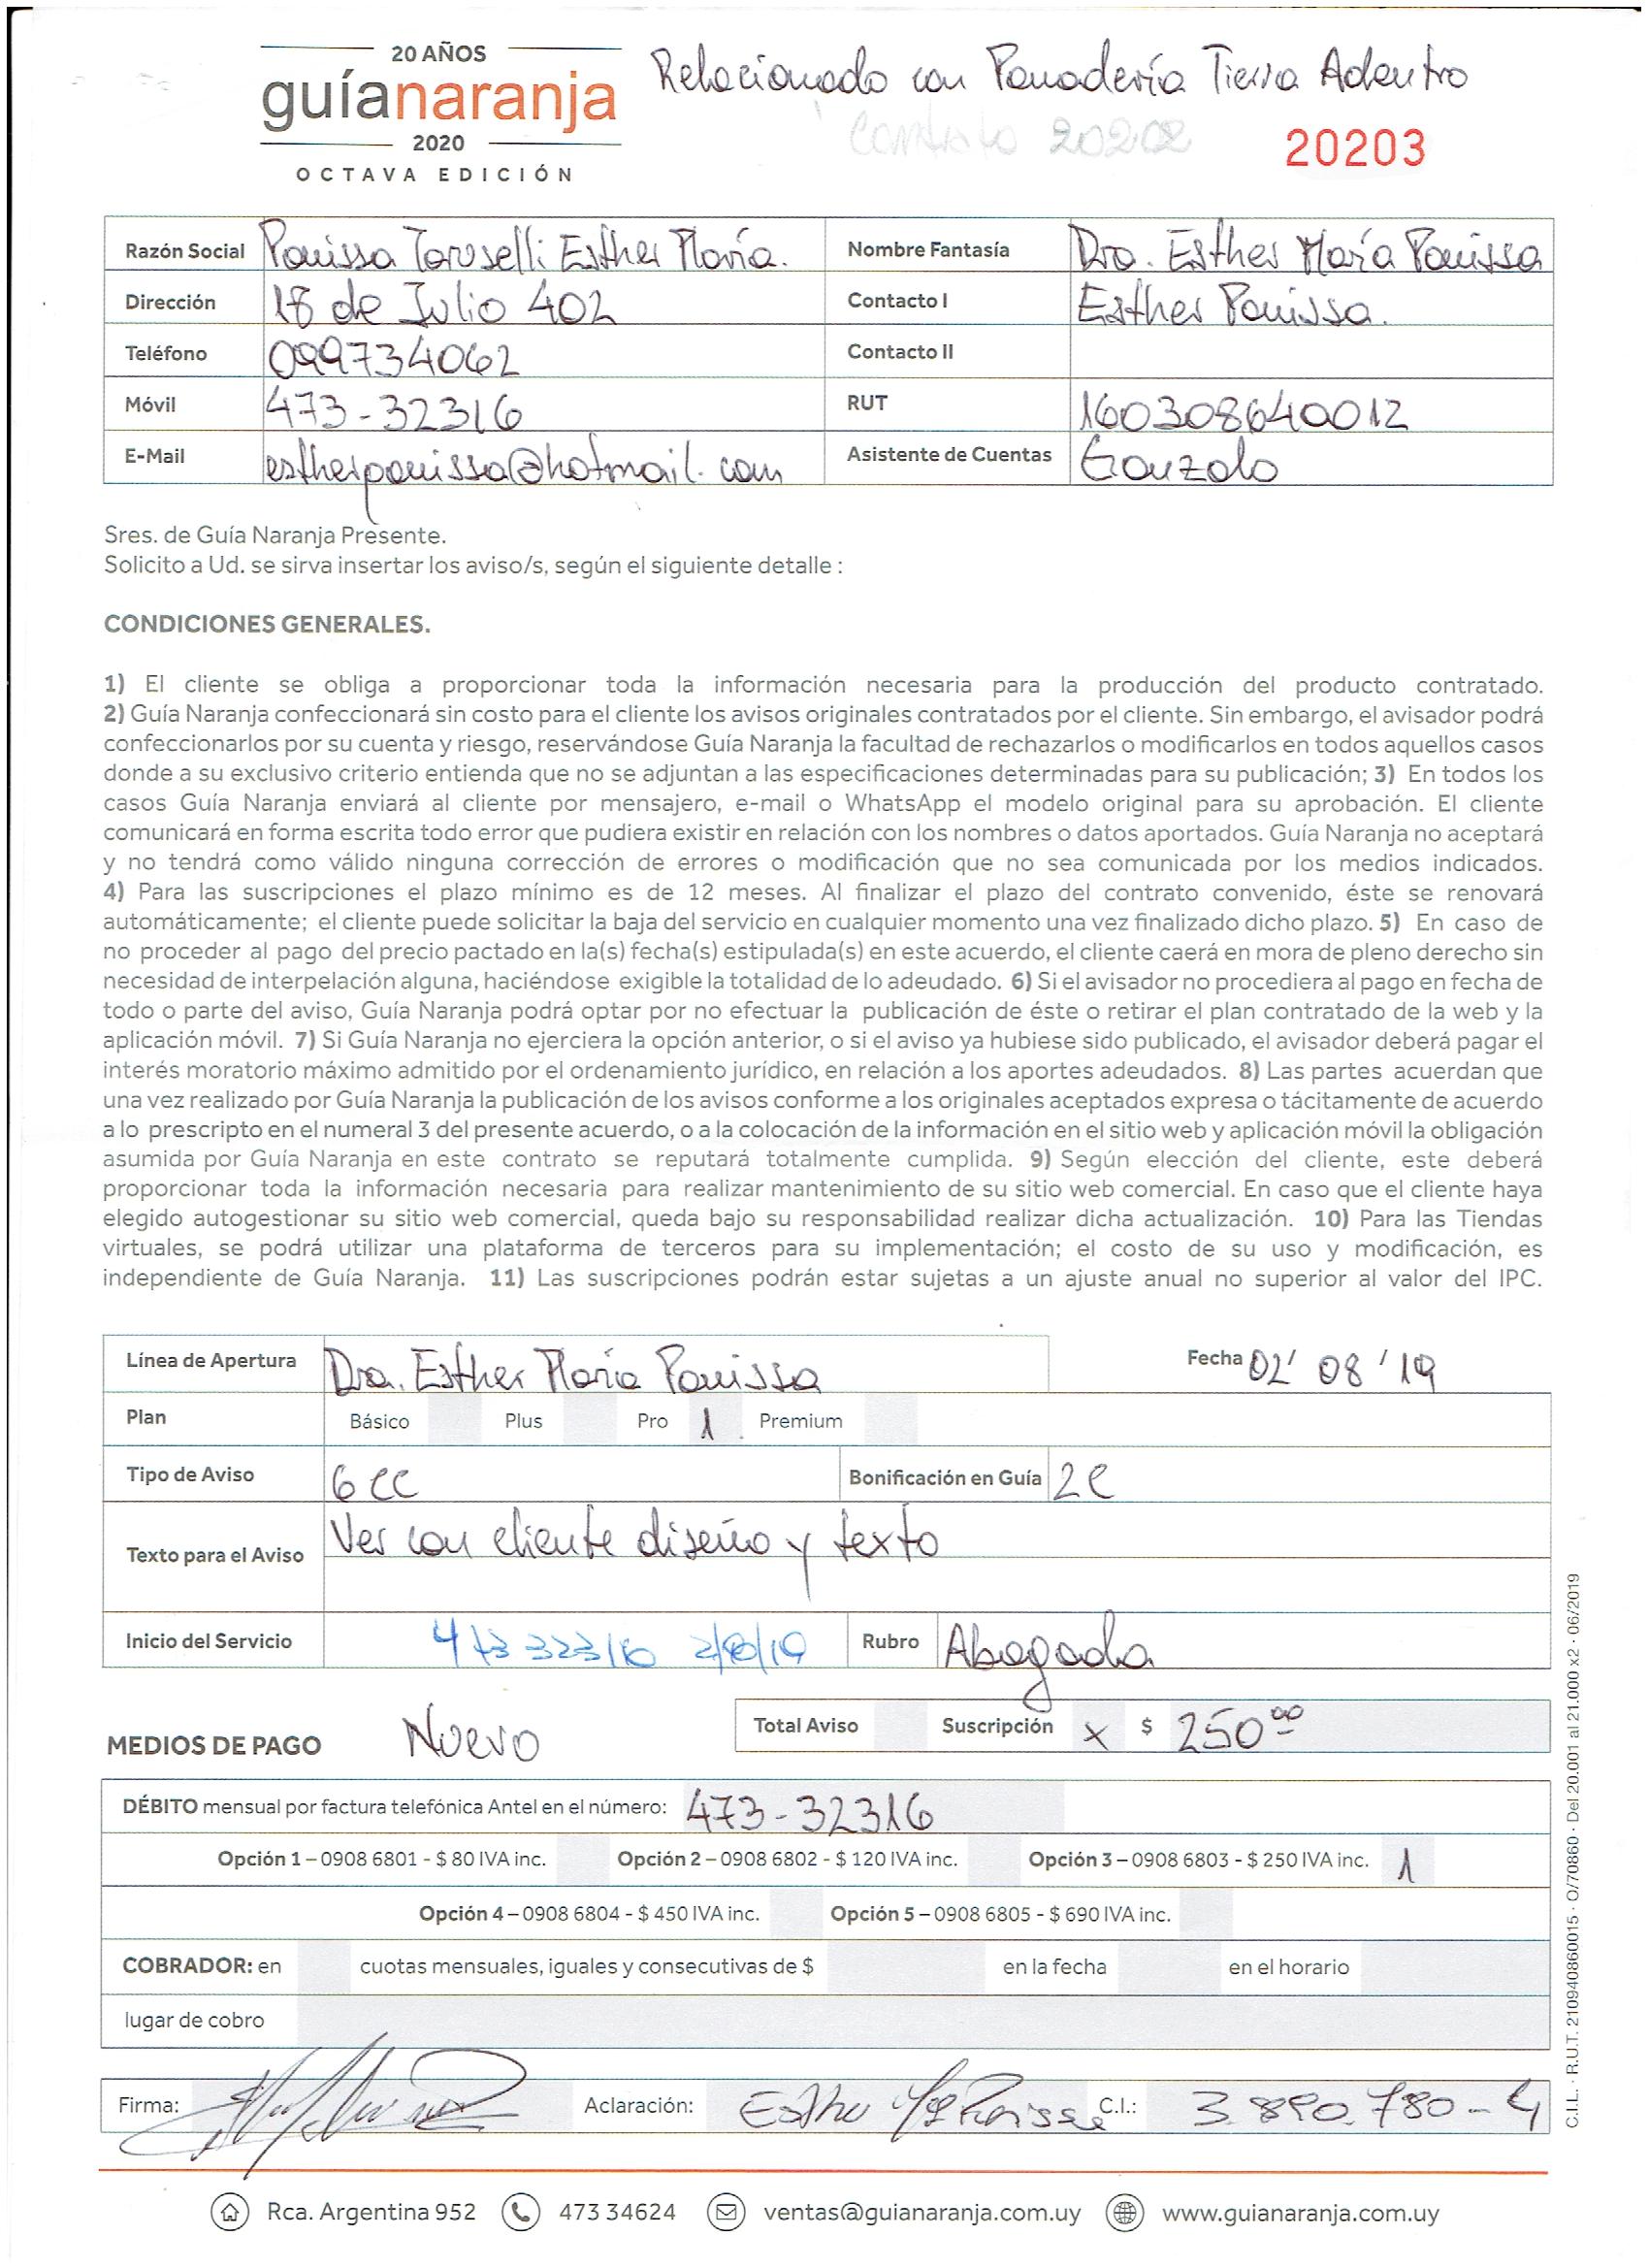 20 AÑOS
guíanaranja
2020
OCTAVA EDICIÓN
Relacionado con Panadería Tierra Adentro
Contrato 20202
20203
Razón Social Panissa Toruselli Esther María. Nombre Fantasía Dra. Esther María Panissa
Dirección 18 de Julio 402 Contacto I Esther Panissa.
Teléfono 099734062 Contacto II
Móvil 473-32316 RUT 160308640012
E-Mail estherpanissa@hotmail.com Asistente de Cuentas Gonzalo
Sres. de Guía Naranja Presente.
Solicito a Ud. se sirva insertar los aviso/s, según el siguiente detalle :
CONDICIONES GENERALES.
1) El cliente se obliga a proporcionar toda la información necesaria para la producción del producto contratado.
2) Guía Naranja confeccionará sin costo para el cliente los avisos originales contratados por el cliente. Sin embargo, el avisador podrá
confeccionarlos por su cuenta y riesgo, reservándose Guía Naranja la facultad de rechazarlos o modificarlos en todos aquellos casos
donde a su exclusivo criterio entienda que no se adjuntan a las especificaciones determinadas para su publicación; 3) En todos los
casos Guía Naranja enviará al cliente por mensajero, e-mail o WhatsApp el modelo original para su aprobación. El cliente
comunicará en forma escrita todo error que pudiera existir en relación con los nombres o datos aportados. Guía Naranja no aceptará
y no tendrá como válido ninguna corrección de errores o modificación que no sea comunicada por los medios indicados.
4) Para las suscripciones el plazo mínimo es de 12 meses. Al finalizar el plazo del contrato convenido, éste se renovará
automáticamente; el cliente puede solicitar la baja del servicio en cualquier momento una vez finalizado dicho plazo. 5) En caso de
no proceder al pago del precio pactado en la(s) fecha(s) estipulada(s) en este acuerdo, el cliente caerá en mora de pleno derecho sin
necesidad de interpelación alguna, haciéndose exigible la totalidad de lo adeudado. 6) Si el avisador no procediera al pago en fecha de
todo o parte del aviso, Guía Naranja podrá optar por no efectuar la publicación de éste o retirar el plan contratado de la web y la
aplicación móvil. 7) Si Guía Naranja no ejerciera la opción anterior, o si el aviso ya hubiese sido publicado, el avisador deberá pagar el
interés moratorio máximo admitido por el ordenamiento jurídico, en relación a los aportes adeudados. 8) Las partes acuerdan que
una vez realizado por Guía Naranja la publicación de los avisos conforme a los originales aceptados expresa o tácitamente de acuerdo
a lo prescripto en el numeral 3 del presente acuerdo, o a la colocación de la información en el sitio web y aplicación móvil la obligación
asumida por Guía Naranja en este contrato se reputará totalmente cumplida. 9) Según elección del cliente, este deberá
proporcionar toda la información necesaria para realizar mantenimiento de su sitio web comercial. En caso que el cliente haya
elegido autogestionar su sitio web comercial, queda bajo su responsabilidad realizar dicha actualización. 10) Para las Tiendas
virtuales, se podrá utilizar una plataforma de terceros para su implementación; el costo de su uso y modificación, es
independiente de Guía Naranja. 11) Las suscripciones podrán estar sujetas a un ajuste anual no superior al valor del IPC.
Línea de Apertura Dra. Esther María Panissa Fecha 02/ 08 / 19
Plan Básico Plus Pro 1 Premium
Tipo de Aviso 6 CC Bonificación en Guía 2C
Texto para el Aviso Ver con cliente diseño y texto
Inicio del Servicio 473 32316 Rubro Abogada
MEDIOS DE PAGO Nuevo Total Aviso Suscripción x $ 250 00
DÉBITO mensual por factura telefónica Antel en el número: 473-32316
Opción 1 – 0908 6801 - $ 80 IVA inc. Opción 2 – 0908 6802 - $ 120 IVA inc. Opción 3 – 0908 6803 - $ 250 IVA inc. 1
Opción 4 – 0908 6804 - $ 450 IVA inc. Opción 5 – 0908 6805 - $ 690 IVA inc.
COBRADOR: en cuotas mensuales, iguales y consecutivas de $ en la fecha en el horario
lugar de cobro
Firma: Aclaración: Esther Mª Panisse C.I.: 3.890.780-4
Rca. Argentina 952 473 34624 ventas@guianaranja.com.uy www.guianaranja.com.uy
C.I.L. · R.U.T. 210940860015 · O/70860 · Del 20.001 al 21.000 x2 · 06/2019